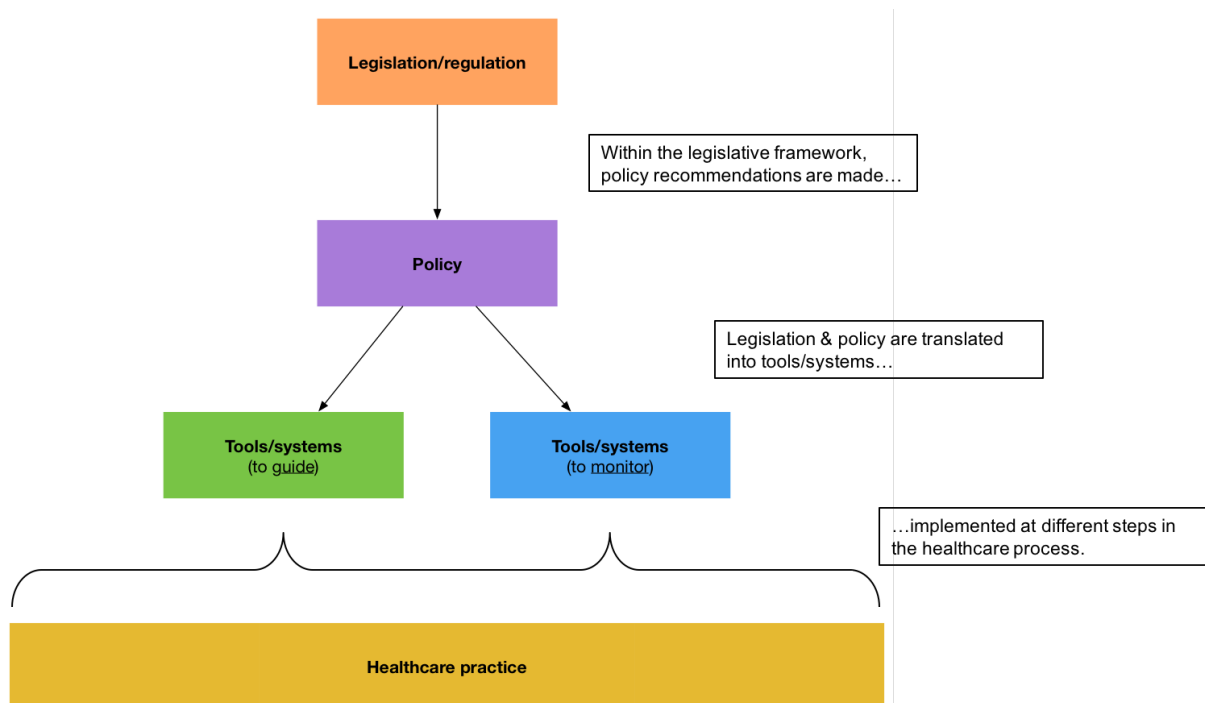 Legislation/regulation
Within the legislative framework,
policy recommendations are made…
Policy
Legislation & policy are translated
into tools/systems…
Tools/systems
(to guide)
Tools/systems
(to monitor)
…implemented at different steps in
the healthcare process.
Healthcare practice